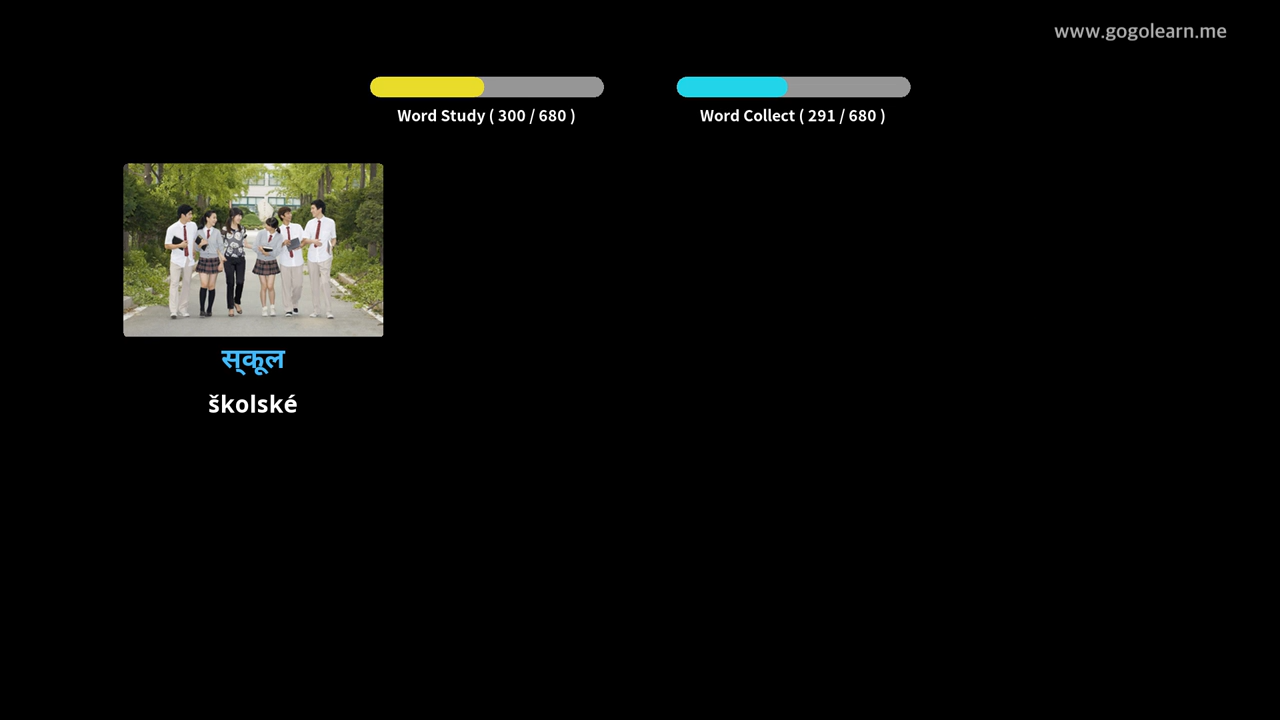 www.gogolearn.me
Word Study ( 300 / 680 )
Word Collect ( 291 / 680 )
स्कूल
školské